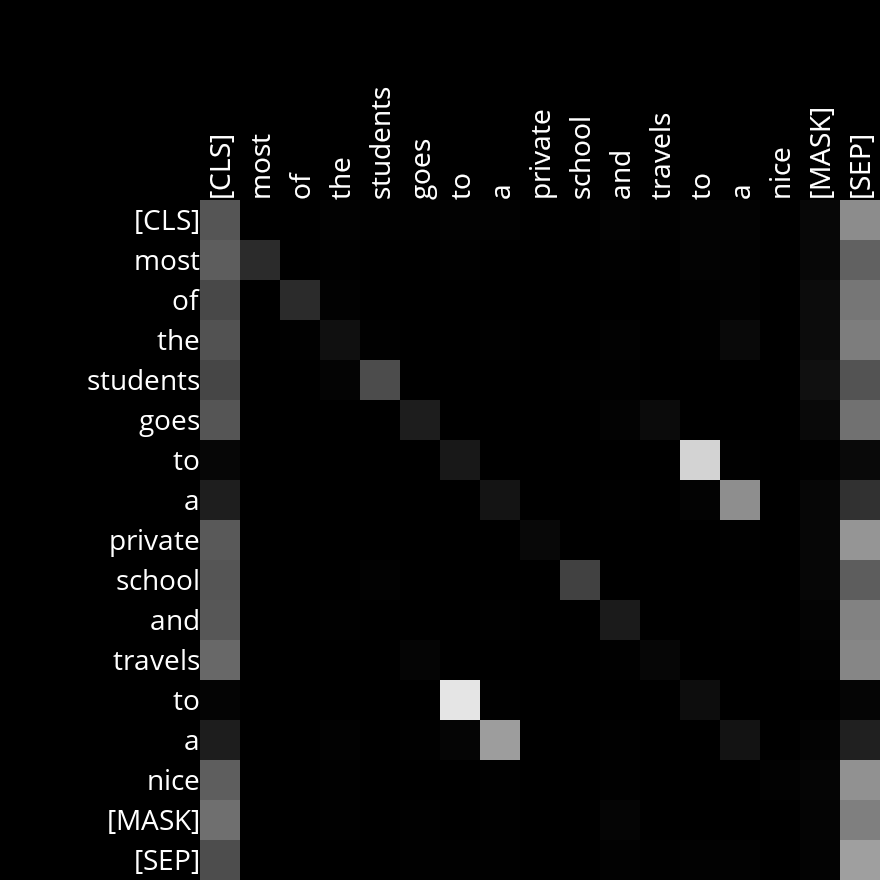 [CLS] most of the students goes to a private school and travels to a nice [MASK] [SEP]
[CLS]
most
of
the
students
goes
to
a
private
school
and
travels
to
a
nice
[MASK]
[SEP]